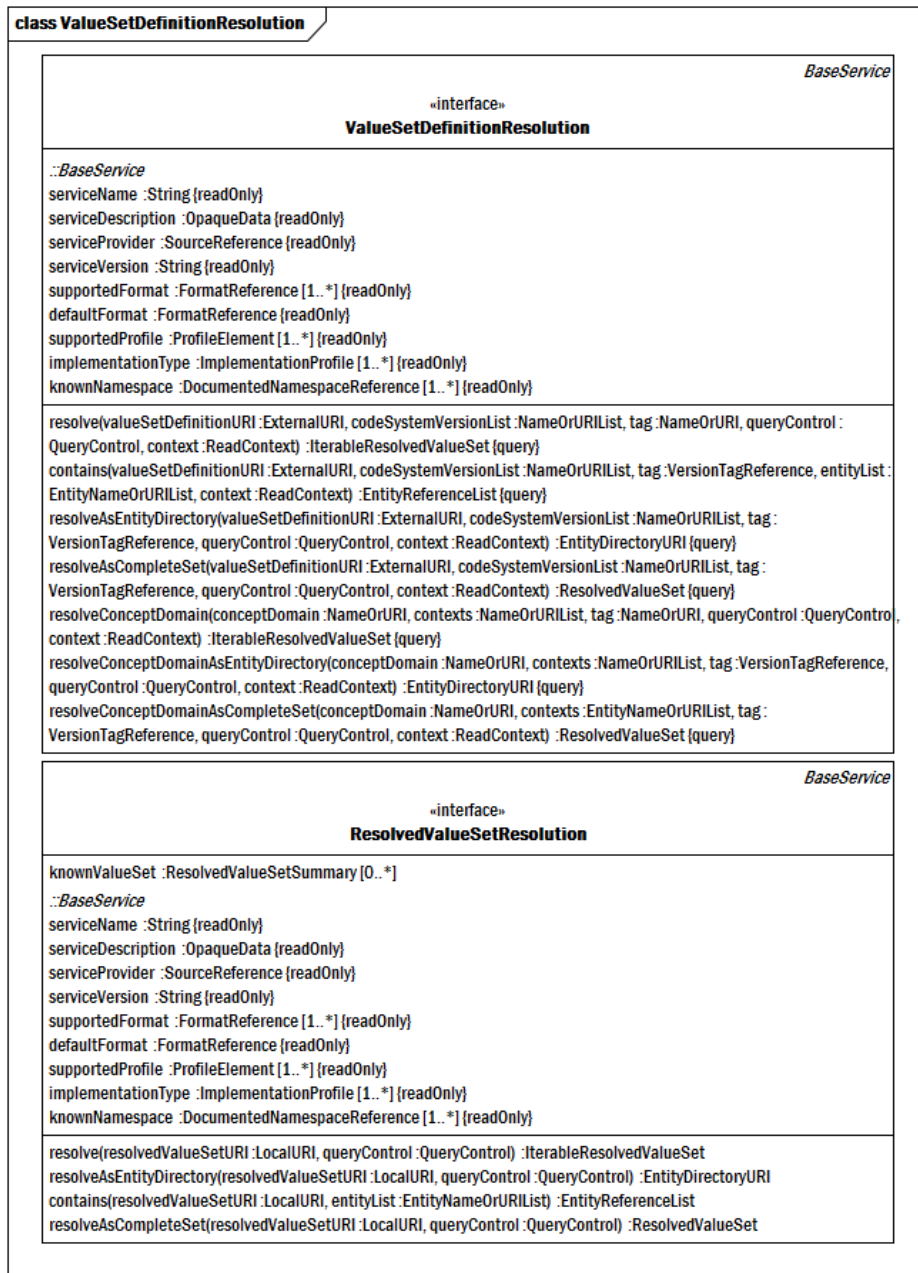 class ValueSetDefinitionResolution
BaseService
«interface»
ValueSetDefinitionResolution
::BaseService
serviceName :String {readOnly}
serviceDescription :OpaqueData {readOnly}
serviceProvider :SourceReference {readOnly}
serviceVersion :String {readOnly}
supportedFormat :FormatReference [1..*] {readOnly}
defaultFormat :FormatReference {readOnly}
supportedProfile :ProfileElement [1..*] {readOnly}
implementationType :ImplementationProfile [1..*] {readOnly}
knownNamespace :DocumentedNamespaceReference [1..*] {readOnly}
resolve(valueSetDefinitionURI :ExternalURI, codeSystemVersionList :NameOrURIList, tag :NameOrURI, queryControl :
QueryControl, context :ReadContext) :IterableResolvedValueSet {query}
contains(valueSetDefinitionURI :ExternalURI, codeSystemVersionList :NameOrURIList, tag :VersionTagReference, entityList :
EntityNameOrURIList, context :ReadContext) :EntityReferenceList {query}
resolveAsEntityDirectory(valueSetDefinitionURI :ExternalURI, codeSystemVersionList :NameOrURIList, tag :
VersionTagReference, queryControl :QueryControl, context :ReadContext) :EntityDirectoryURI {query}
resolveAsCompleteSet(valueSetDefinitionURI :ExternalURI, codeSystemVersionList :NameOrURIList, tag :
VersionTagReference, queryControl :QueryControl, context :ReadContext) :ResolvedValueSet {query}
resolveConceptDomain(conceptDomain :NameOrURI, contexts :NameOrURIList, tag :NameOrURI, queryControl :QueryControl,
context :ReadContext) :IterableResolvedValueSet {query}
resolveConceptDomainAsEntityDirectory(conceptDomain :NameOrURI, contexts :NameOrURIList, tag :VersionTagReference,
queryControl :QueryControl, context :ReadContext) :EntityDirectoryURI {query}
resolveConceptDomainAsCompleteSet(conceptDomain :NameOrURI, contexts :EntityNameOrURIList, tag :
VersionTagReference, queryControl :QueryControl, context :ReadContext) :ResolvedValueSet {query}
BaseService
«interface»
ResolvedValueSetResolution
knownValueSet :ResolvedValueSetSummary [0..*]
::BaseService
serviceName :String {readOnly}
serviceDescription :OpaqueData {readOnly}
serviceProvider :SourceReference {readOnly}
serviceVersion :String {readOnly}
supportedFormat :FormatReference [1..*] {readOnly}
defaultFormat :FormatReference {readOnly}
supportedProfile :ProfileElement [1..*] {readOnly}
implementationType :ImplementationProfile [1..*] {readOnly}
knownNamespace :DocumentedNamespaceReference [1..*] {readOnly}
resolve(resolvedValueSetURI :LocalURI, queryControl :QueryControl) :IterableResolvedValueSet
resolveAsEntityDirectory(resolvedValueSetURI :LocalURI, queryControl :QueryControl) :EntityDirectoryURI
contains(resolvedValueSetURI :LocalURI, entityList :EntityNameOrURIList) :EntityReferenceList
resolveAsCompleteSet(resolvedValueSetURI :LocalURI, queryControl :QueryControl) :ResolvedValueSet